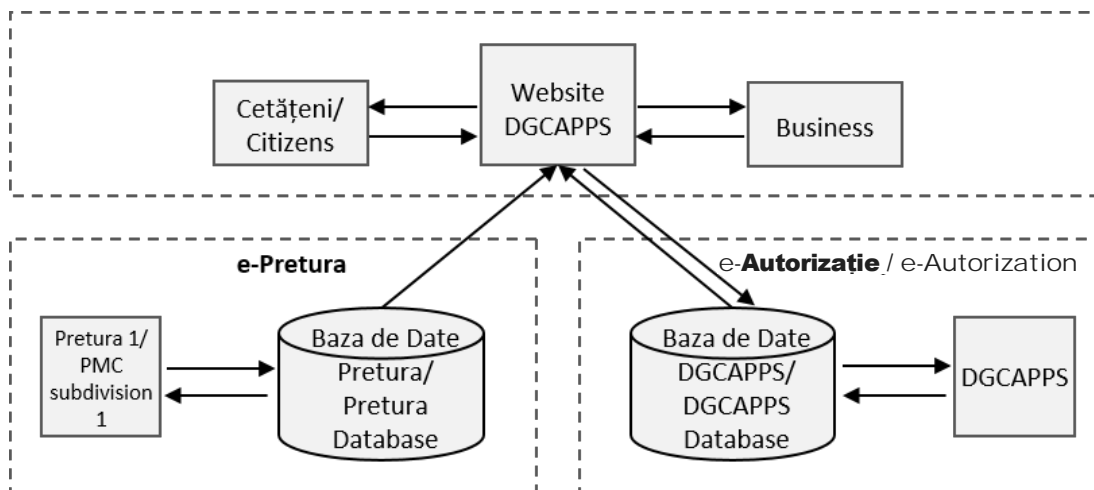 Cetățeni/
Citizens
Website
DGCAPPS
Business
e-Pretura
e-Autorizație / e-Autorization
Pretura 1/
PMC
subdivision
1
Baza de Date
Pretura/
Pretura
Database
Baza de Date
DGCAPPS/
DGCAPPS
Database
DGCAPPS